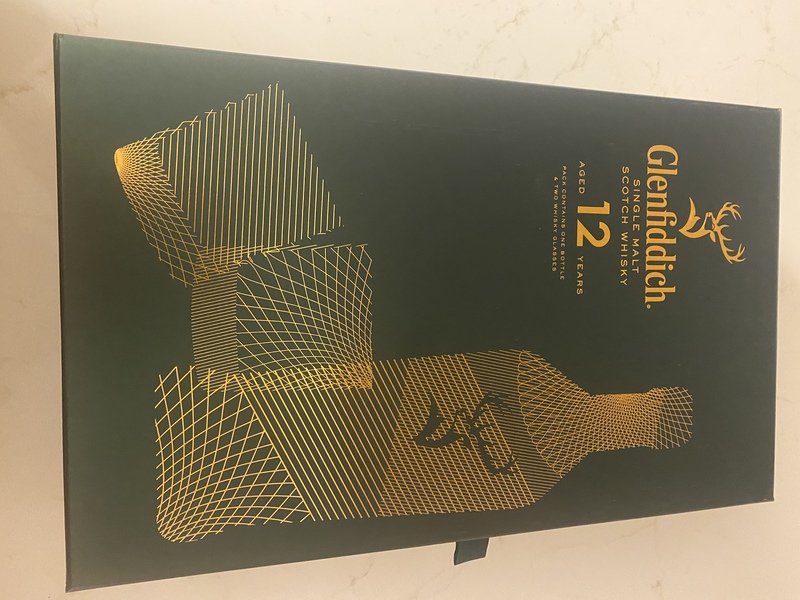 Glenfiddich.
SINGLE MALT
SCOTCH WHISKY
AGED 12 YEARS
PACK CONTAINS ONE BOTTLE
& TWO WHISKY GLASSES